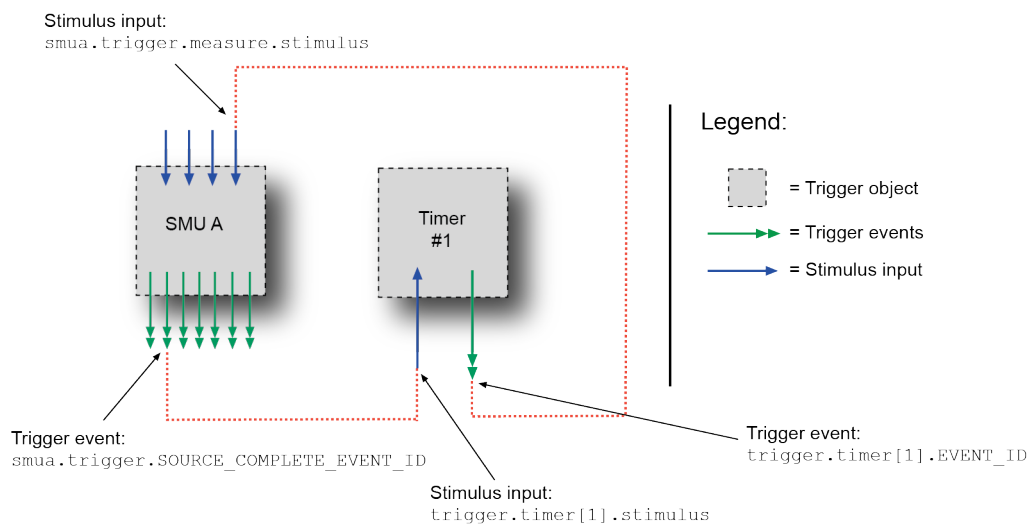 Stimulus input:
smua.trigger.measure.stimulus
Legend:
= Trigger object
= Trigger events
= Stimulus input
SMU A
Timer
#1
Trigger event:
smua.trigger.SOURCE_COMPLETE_EVENT_ID
Trigger event:
trigger.timer[1].EVENT_ID
Stimulus input:
trigger.timer[1].stimulus